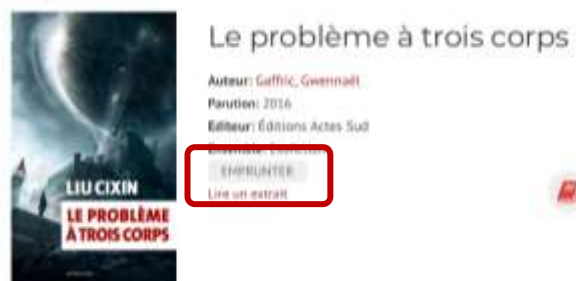 Le problème à trois corps
Auteur: Gaffric, Gwennaël
Parution: 2016
Editeur: Éditions Actes Sud
EMPRUNTER
Lire un extrait
LIU CIXIN
LE PROBLÈME
À TROIS CORPS